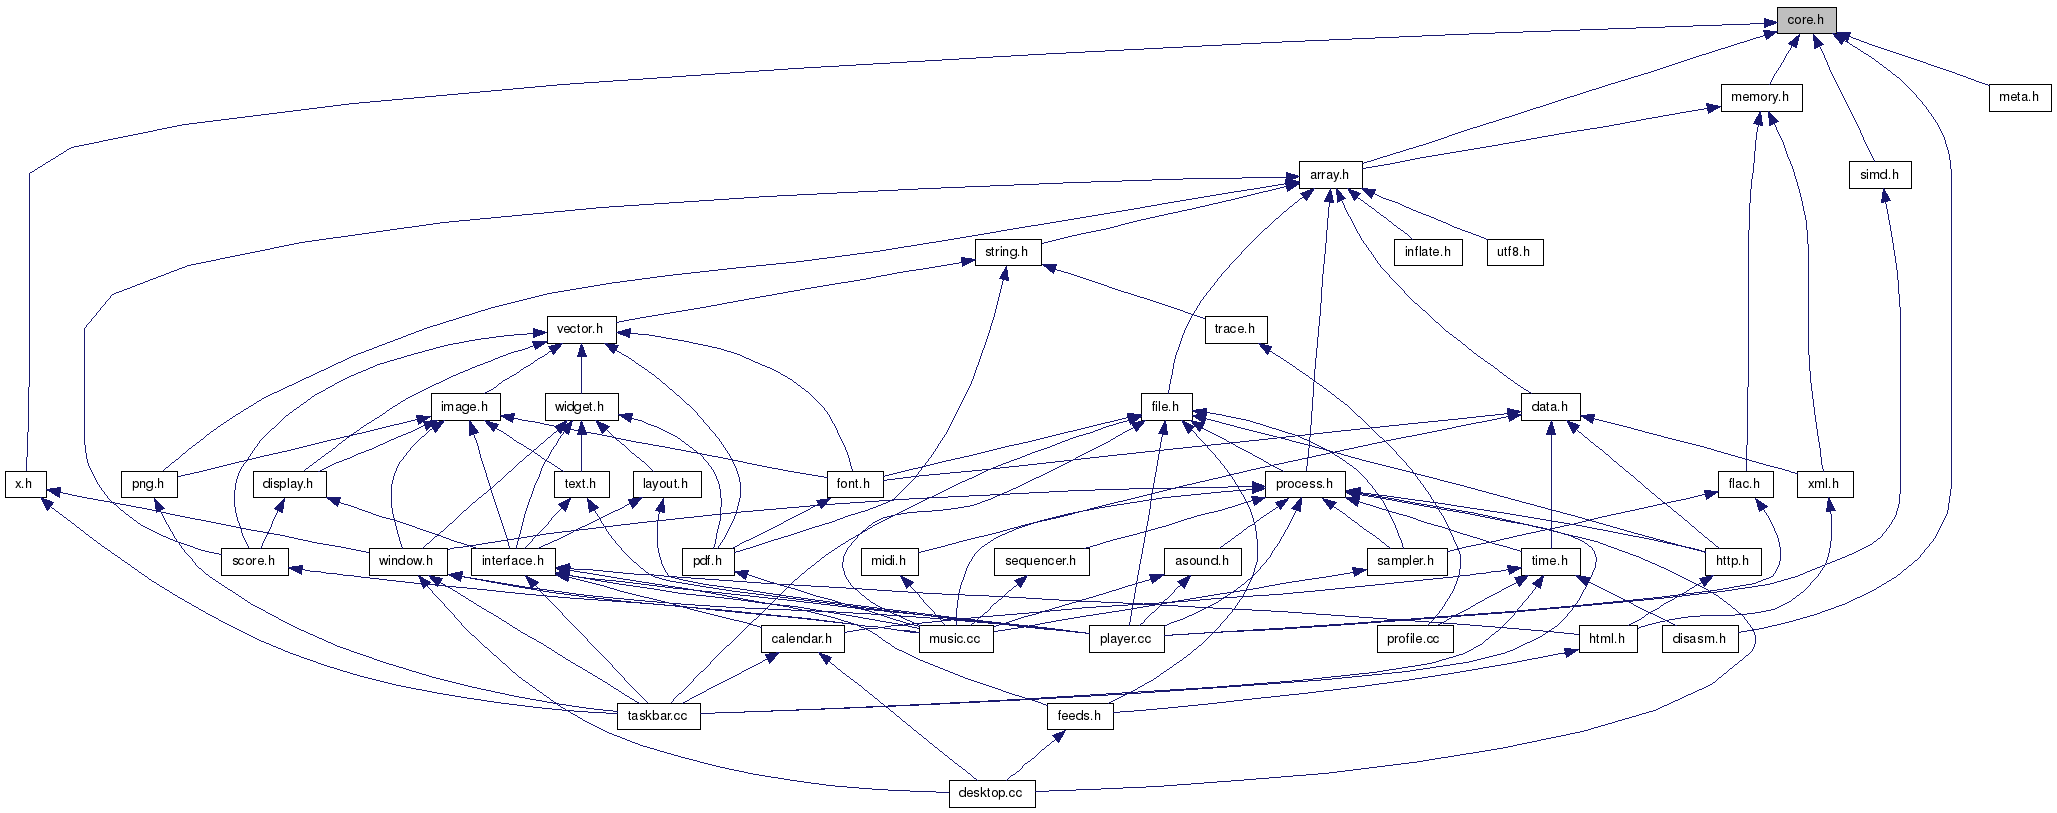 core.h
memory.h
meta.h
array.h
simd.h
string.h
inflate.h
utf8.h
vector.h
trace.h
image.h
widget.h
file.h
data.h
x.h
png.h
display.h
text.h
layout.h
font.h
process.h
flac.h
xml.h
score.h
window.h
interface.h
pdf.h
midi.h
sequencer.h
asound.h
sampler.h
time.h
http.h
calendar.h
music.cc
player.cc
profile.cc
html.h
disasm.h
taskbar.cc
feeds.h
desktop.cc